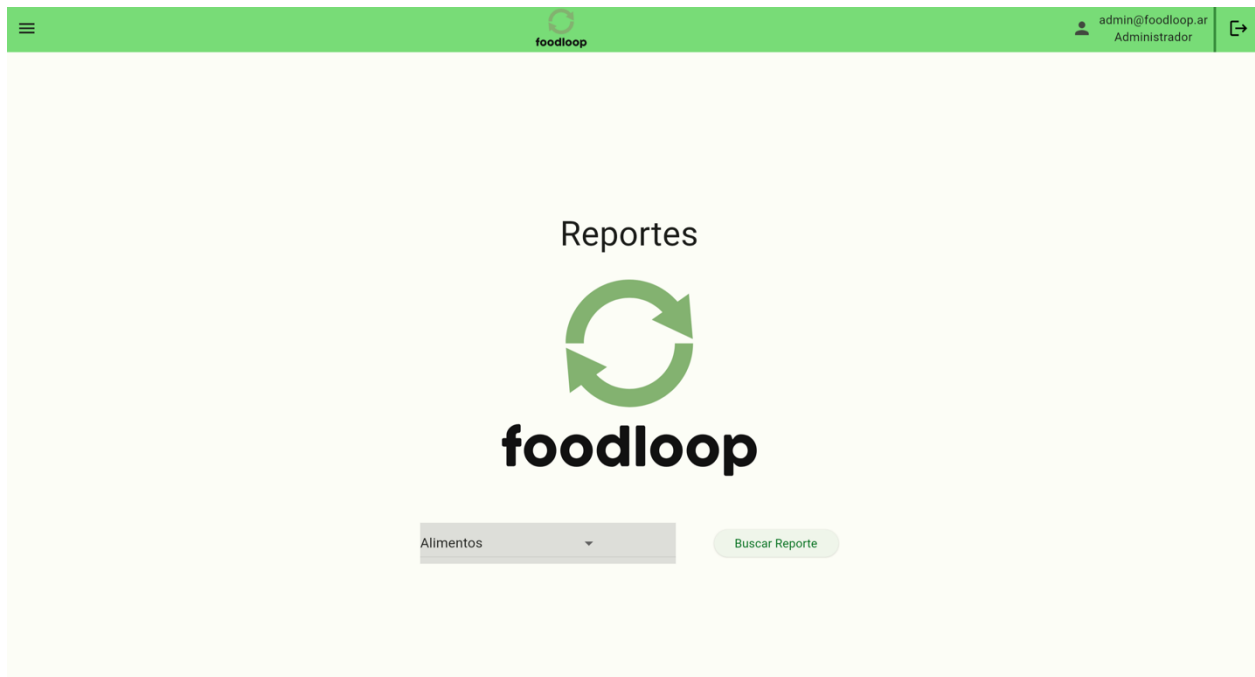 foodloop
admin@foodloop.ar
Administrador
Reportes
foodloop
Alimentos
Buscar Reporte